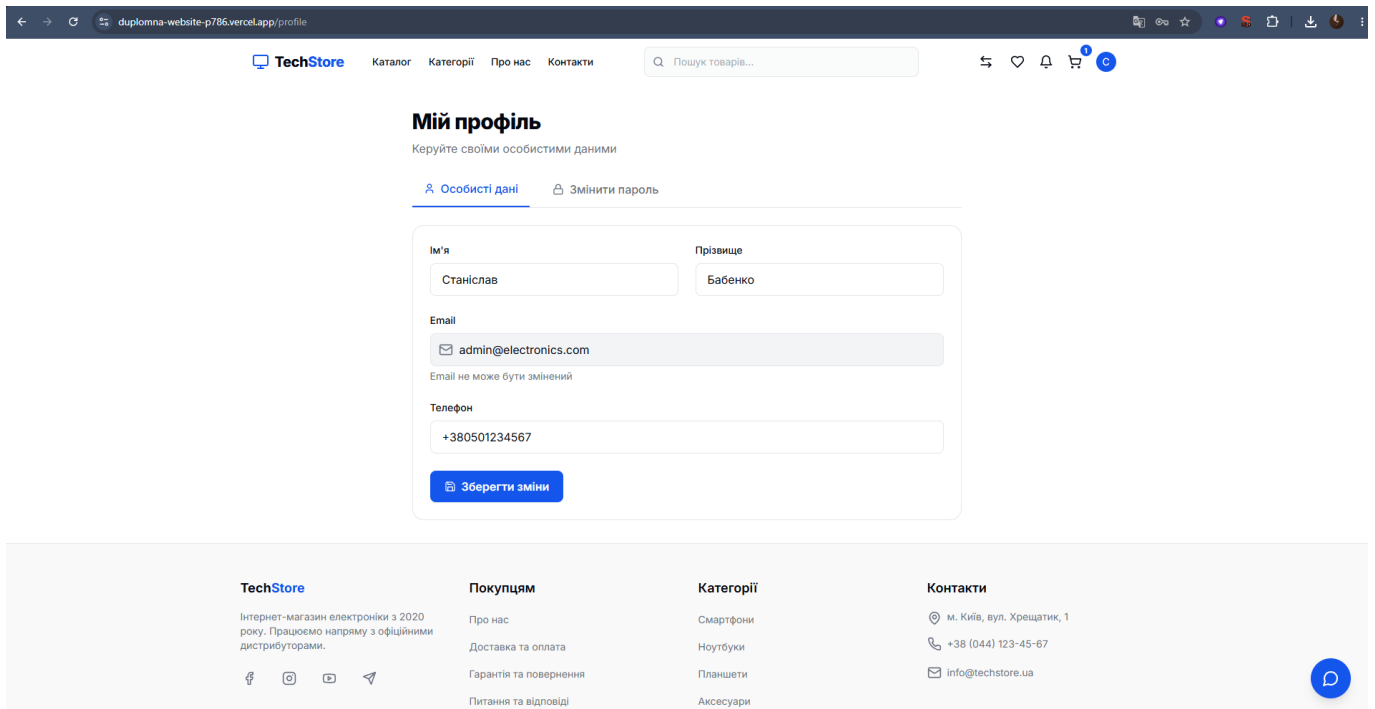 duplomna-website-p786.vercel.app/profile
TechStore Каталог Категорії Про нас Контакти Пошук товарів... 1 С
Мій профіль
Керуйте своїми особистими даними
Особисті дані Змінити пароль
Ім'я Прізвище
Станіслав Бабенко
Email
admin@electronics.com
Email не може бути змінений
Телефон
+380501234567
Зберегти зміни
TechStore Покупцям Категорії Контакти
Інтернет-магазин електроніки з 2020
року. Працюємо напряму з офіційними
дистрибуторами.
Про нас Смартфони м. Київ, вул. Хрещатик, 1
Доставка та оплата Ноутбуки +38 (044) 123-45-67
Гарантія та повернення Планшети info@techstore.ua
Питання та відповіді Аксесуари